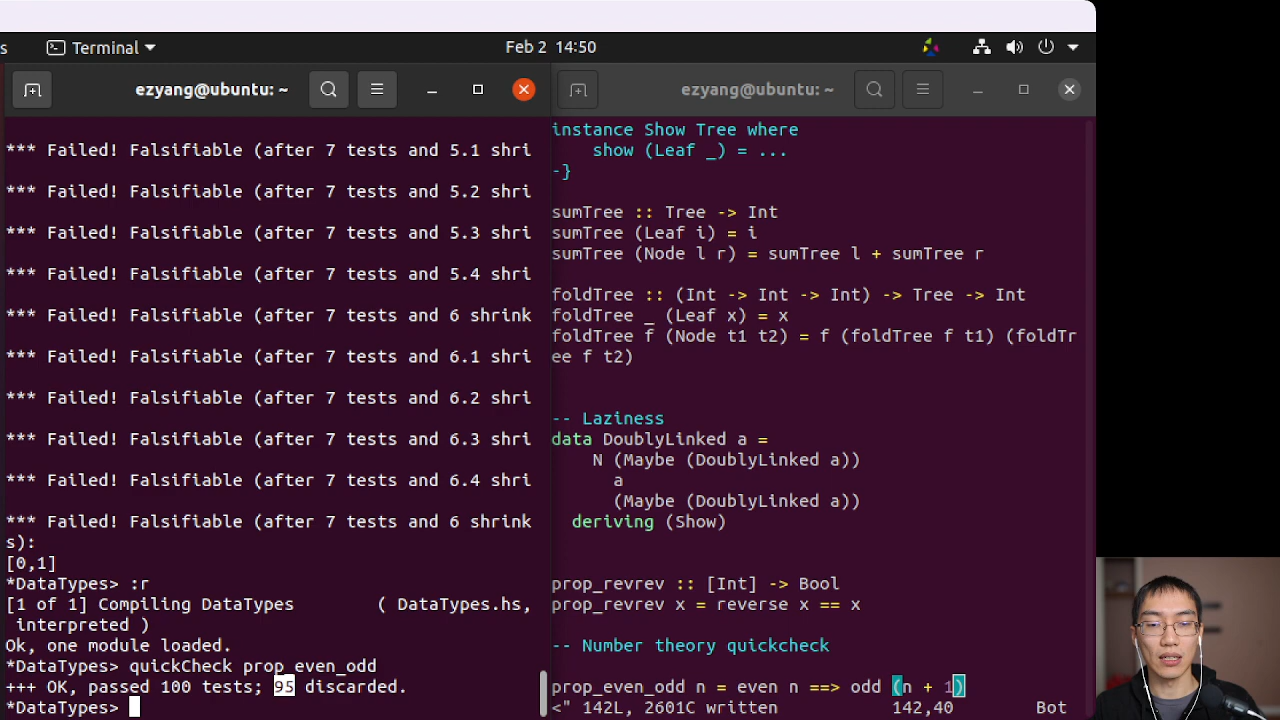 s Terminal Feb 2 14:50
ezyang@ubuntu: ~
*** Failed! Falsifiable (after 7 tests and 5.1 shri
*** Failed! Falsifiable (after 7 tests and 5.2 shri
*** Failed! Falsifiable (after 7 tests and 5.3 shri
*** Failed! Falsifiable (after 7 tests and 5.4 shri
*** Failed! Falsifiable (after 7 tests and 6 shrink
*** Failed! Falsifiable (after 7 tests and 6.1 shri
*** Failed! Falsifiable (after 7 tests and 6.2 shri
*** Failed! Falsifiable (after 7 tests and 6.3 shri
*** Failed! Falsifiable (after 7 tests and 6.4 shri
*** Failed! Falsifiable (after 7 tests and 6 shrink
s):
[0,1]
*DataTypes> :r
[1 of 1] Compiling DataTypes        ( DataTypes.hs,
 interpreted )
Ok, one module loaded.
*DataTypes> quickCheck prop_even_odd
+++ OK, passed 100 tests; 95 discarded.
*DataTypes>
ezyang@ubuntu: ~
instance Show Tree where
    show (Leaf _) = ...
-}
sumTree :: Tree -> Int
sumTree (Leaf i) = i
sumTree (Node l r) = sumTree l + sumTree r
foldTree :: (Int -> Int -> Int) -> Tree -> Int
foldTree _ (Leaf x) = x
foldTree f (Node t1 t2) = f (foldTree f t1) (foldTr
ee f t2)
-- Laziness
data DoublyLinked a =
    N (Maybe (DoublyLinked a))
      a
      (Maybe (DoublyLinked a))
  deriving (Show)
prop_revrev :: [Int] -> Bool
prop_revrev x = reverse x == x
-- Number theory quickcheck
prop_even_odd n = even n ==> odd (n + 1)
<" 142L, 2601C written 142,40 Bot